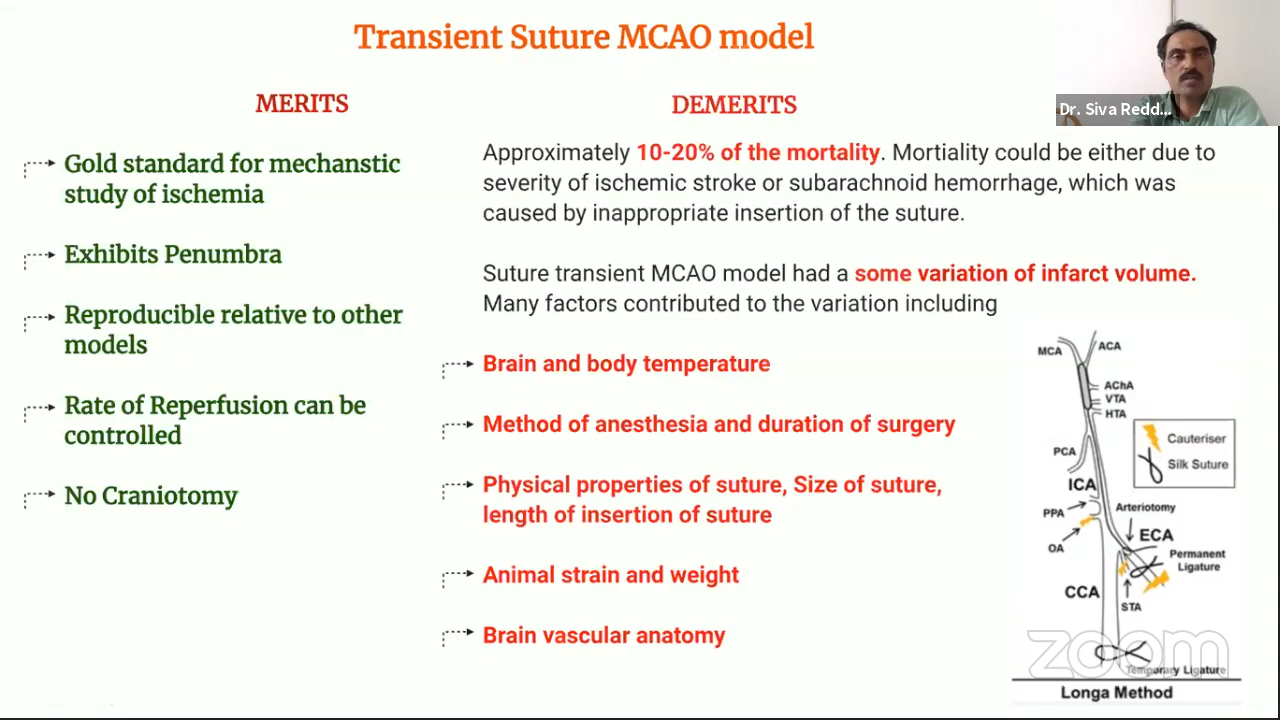 Transient Suture MCAO model
Dr. Siva Redd...
MERITS
Gold standard for mechanstic
study of ischemia
Exhibits Penumbra
Reproducible relative to other
models
Rate of Reperfusion can be
controlled
No Craniotomy
DEMERITS
Approximately 10-20% of the mortality. Mortiality could be either due to
severity of ischemic stroke or subarachnoid hemorrhage, which was
caused by inappropriate insertion of the suture.
Suture transient MCAO model had a some variation of infarct volume.
Many factors contributed to the variation including
Brain and body temperature
Method of anesthesia and duration of surgery
Physical properties of suture, Size of suture,
length of insertion of suture
Animal strain and weight
Brain vascular anatomy
MCA
ACA
AChA
VTA
HTA
Cauteriser
Silk Suture
PCA
ICA
PPA
Arteriotomy
OA
ECA
Permanent
Ligature
CCA
STA
zoom
Temporary Ligature
Longa Method